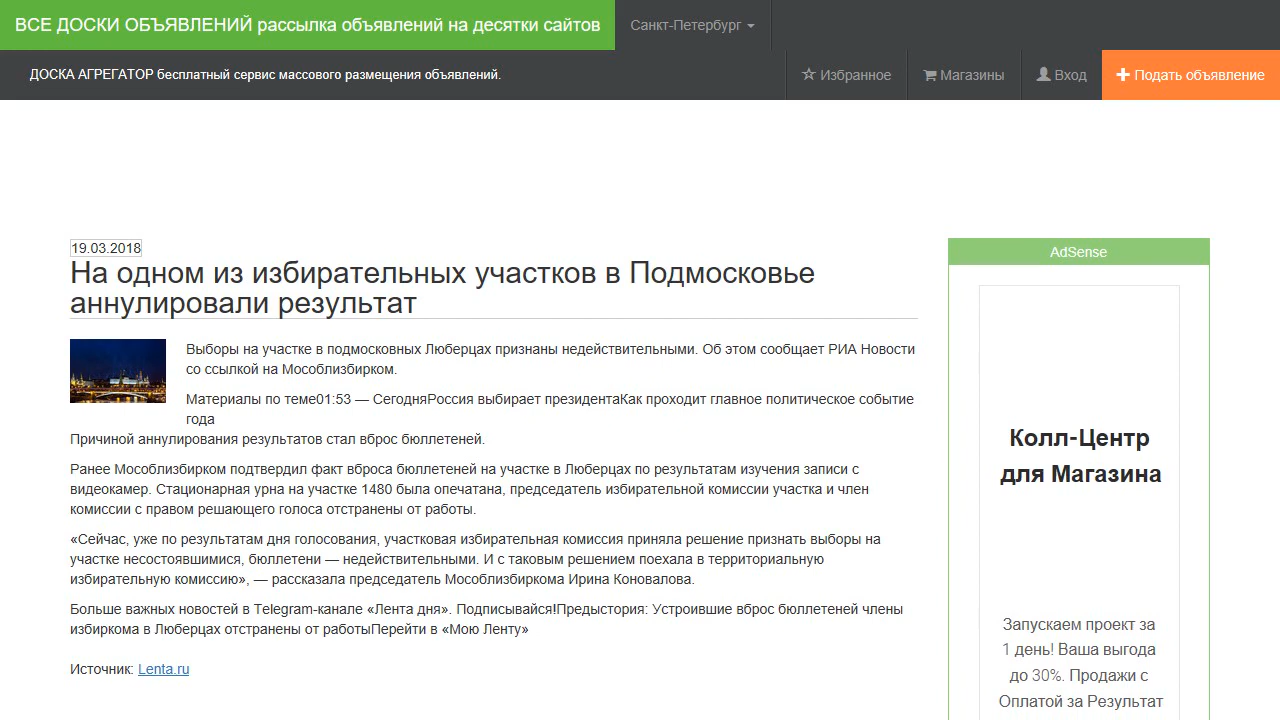 ВСЕ ДОСКИ ОБЪЯВЛЕНИЙ рассылка объявлений на десятки сайтов
Санкт-Петербург
ДОСКА АГРЕГАТОР бесплатный сервис массового размещения объявлений.
Избранное
Магазины
Вход
Подать объявление
19.03.2018
На одном из избирательных участков в Подмосковье
аннулировали результат
Выборы на участке в подмосковных Люберцах признаны недействительными. Об этом сообщает РИА Новости
со ссылкой на Мособлизбирком.
Материалы по теме01:53 — СегодняРоссия выбирает президентаКак проходит главное политическое событие
года
Причиной аннулирования результатов стал вброс бюллетеней.
Ранее Мособлизбирком подтвердил факт вброса бюллетеней на участке в Люберцах по результатам изучения записи с
видеокамер. Стационарная урна на участке 1480 была опечатана, председатель избирательной комиссии участка и член
комиссии с правом решающего голоса отстранены от работы.
«Сейчас, уже по результатам дня голосования, участковая избирательная комиссия приняла решение признать выборы на
участке несостоявшимися, бюллетени — недействительными. И с таковым решением поехала в территориальную
избирательную комиссию», — рассказала председатель Мособлизбиркома Ирина Коновалова.
Больше важных новостей в Telegram-канале «Лента дня». Подписывайся!Предыстория: Устроившие вброс бюллетеней члены
избиркома в Люберцах отстранены от работыПерейти в «Мою Ленту»
Источник: Lenta.ru
AdSense
Колл-Центр
для Магазина
Запускаем проект за
1 день! Ваша выгода
до 30%. Продажи с
Оплатой за Результат